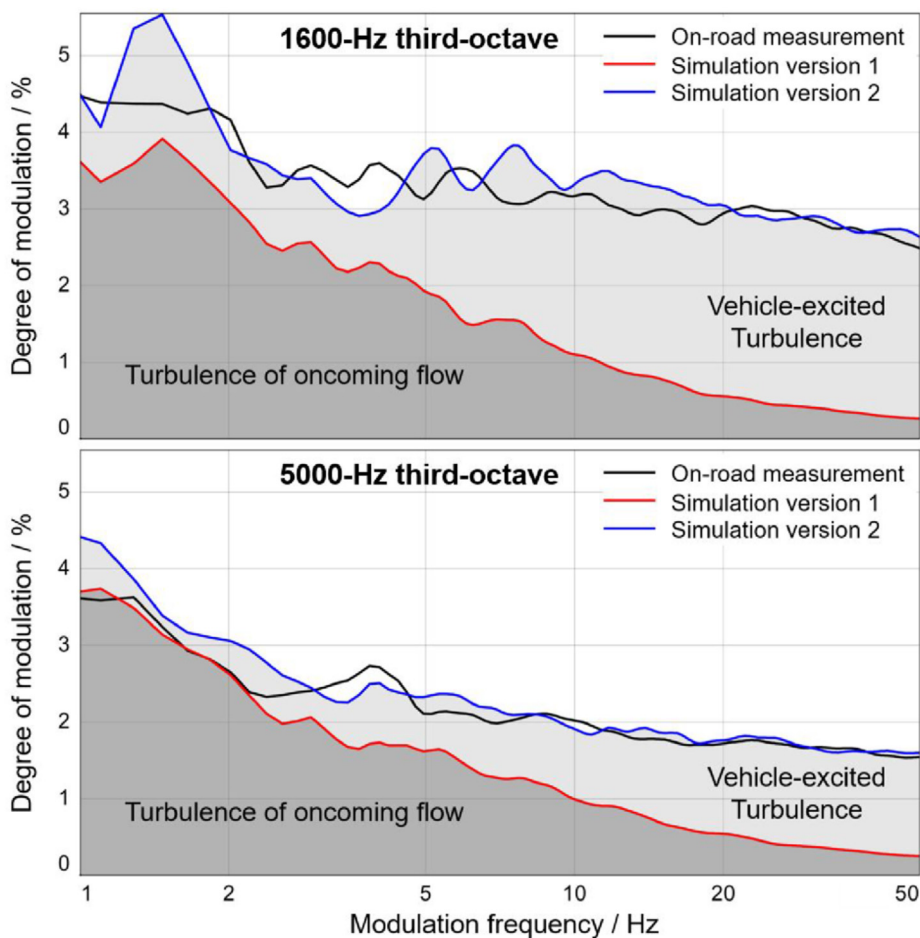 1600-Hz third-octave
On-road measurement
Simulation version 1
Simulation version 2
Degree of modulation / %
5
4
3
2
1
0
Vehicle-excited
Turbulence
Turbulence of oncoming flow
5000-Hz third-octave
On-road measurement
Simulation version 1
Simulation version 2
Degree of modulation / %
5
4
3
2
1
0
Vehicle-excited
Turbulence
Turbulence of oncoming flow
1 2 5 10 20 50
Modulation frequency / Hz